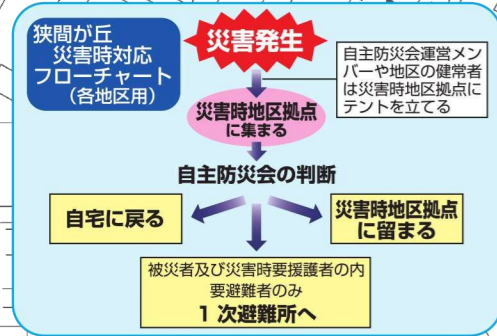 狭間が丘
災害時対応
フローチャート
（各地区用）
災害発生
自主防災会運営メン
バーや地区の健常者
は災害時地区拠点に
テントを立てる
災害時地区拠点
に集まる
自主防災会の判断
自宅に戻る
災害時地区拠点
に留まる
被災者及び災害時要援護者の内
要避難者のみ
1 次避難所へ